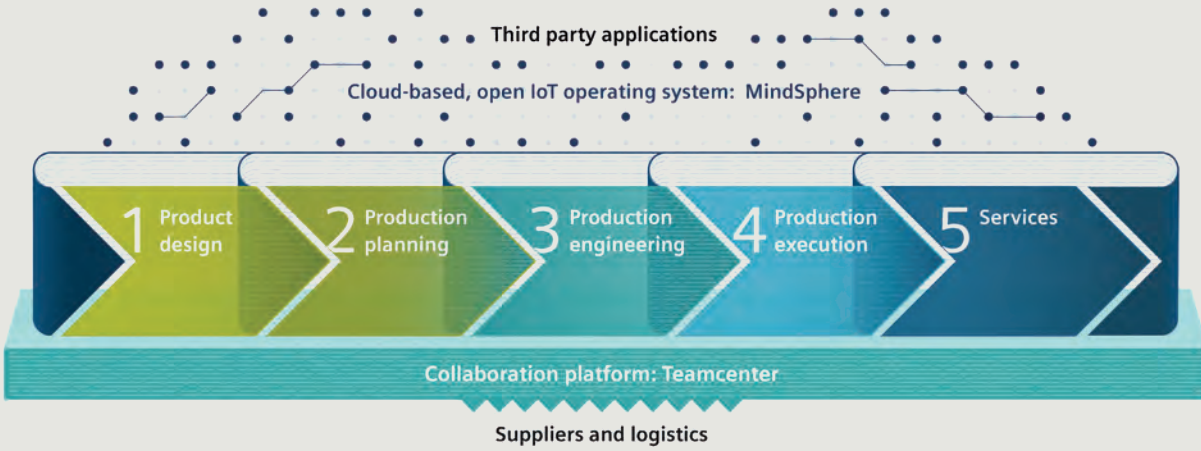 Third party applications
Cloud-based, open IoT operating system: MindSphere
1 Product
design
2 Production
planning
3 Production
engineering
4 Production
execution
5 Services
Collaboration platform: Teamcenter
Suppliers and logistics